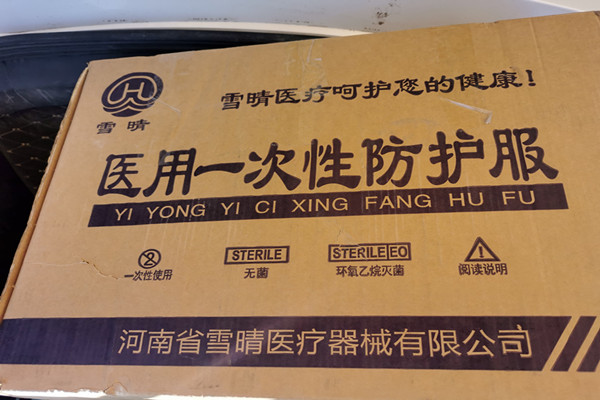 雪晴医疗呵护您的健康!
雪晴
医用一次性防护服
YI YONG YI CI XING FANG HU FU
2
一次性使用
STERILE
无菌
STERILE EO
环氧乙烷灭菌
阅读说明
河南省雪晴医疗器械有限公司